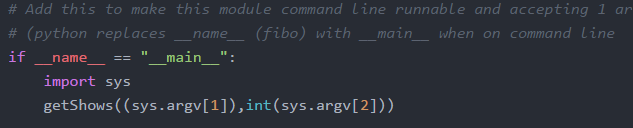 # Add this to make this module command line runnable and accepting 1 ar
# (python replaces __name__ (fibo) with __main__ when on command line
if __name__ == "__main__":
    import sys
    getShows((sys.argv[1]),int(sys.argv[2]))